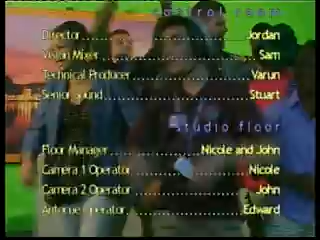 control room
Director....................Jordan
Vision Mixer....................Sam
Technical Producer..............Varun
Senior Sound....................Stuart
studio floor
Floor Manager..............Nicole and John
Camera 1 Operator..............Nicole
Camera 2 Operator..............John
Autocue Operator..............Edward